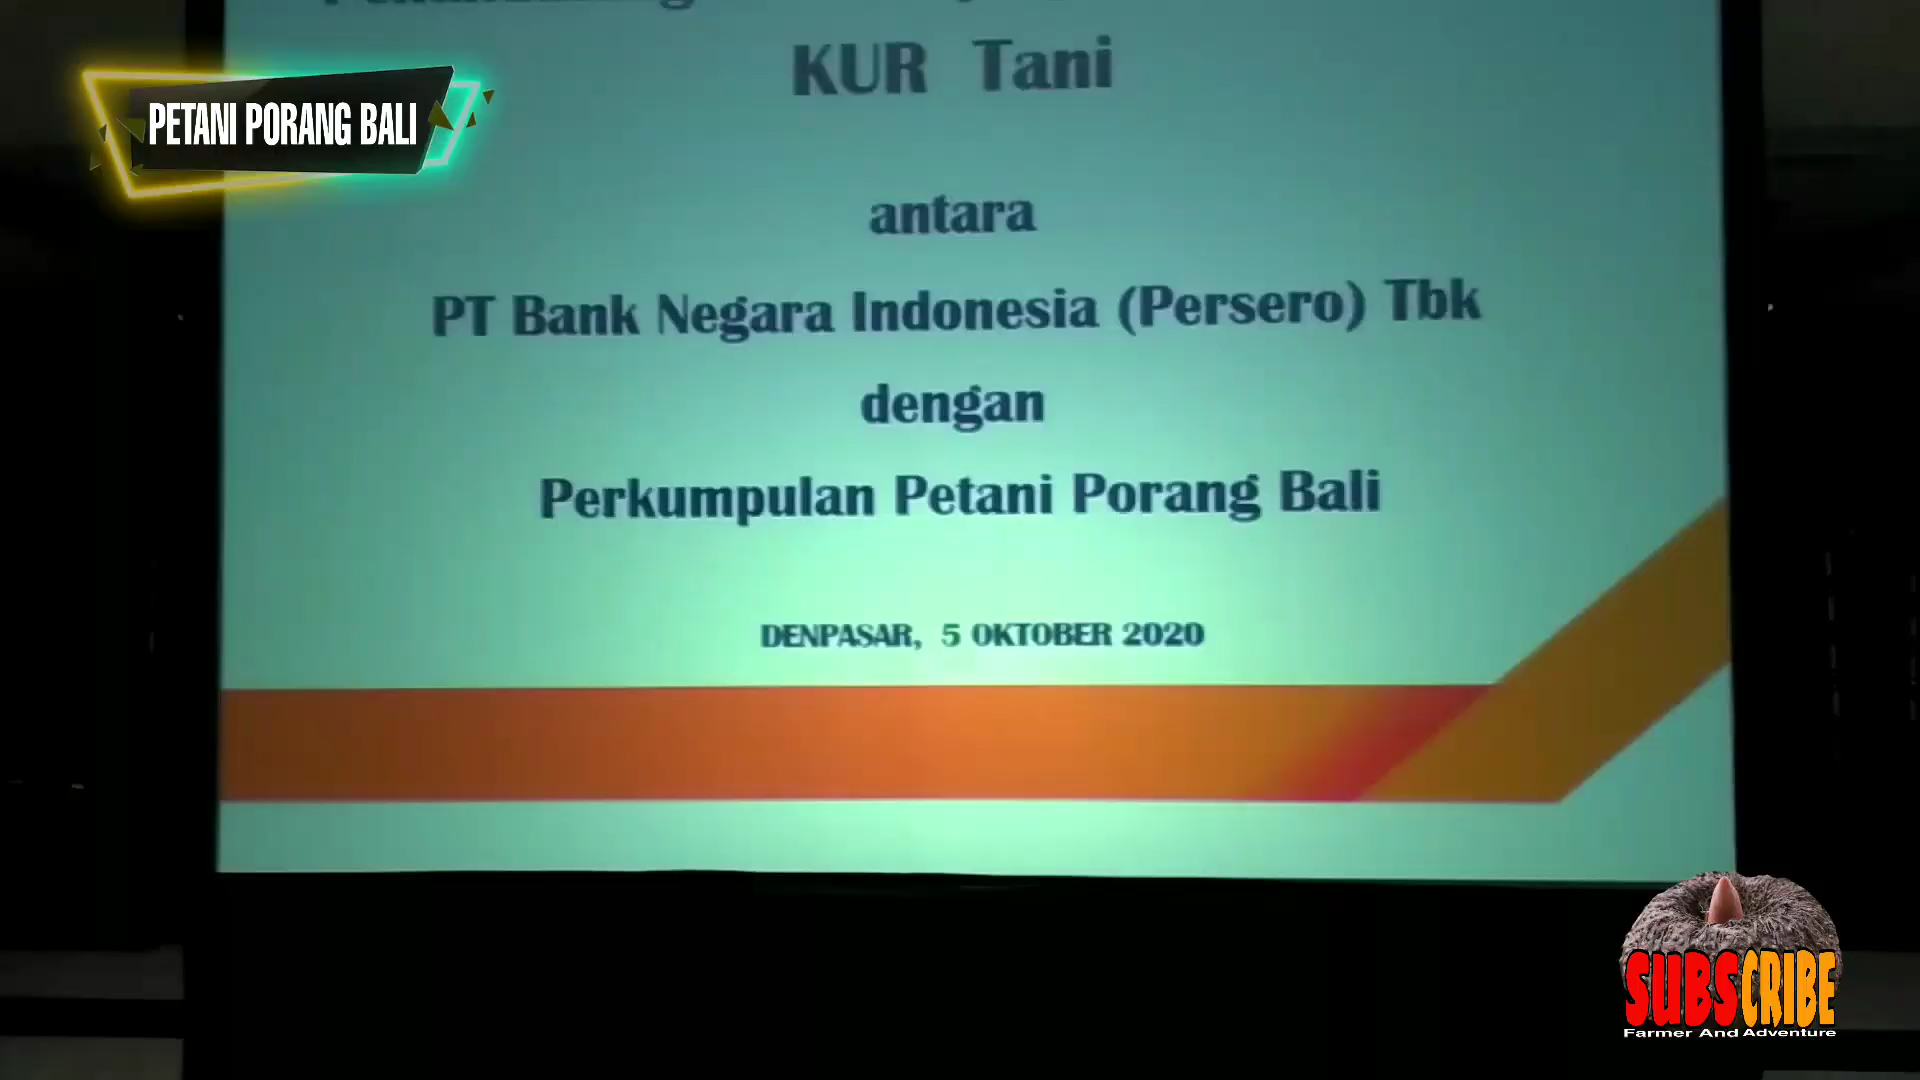 KUR Tani
PETANI PORANG BALI
antara
PT Bank Negara Indonesia (Persero) Tbk
dengan
Perkumpulan Petani Porang Bali
DENPASAR, 5 OKTOBER 2020
SUBSCRIBE
Farmer And Adventure